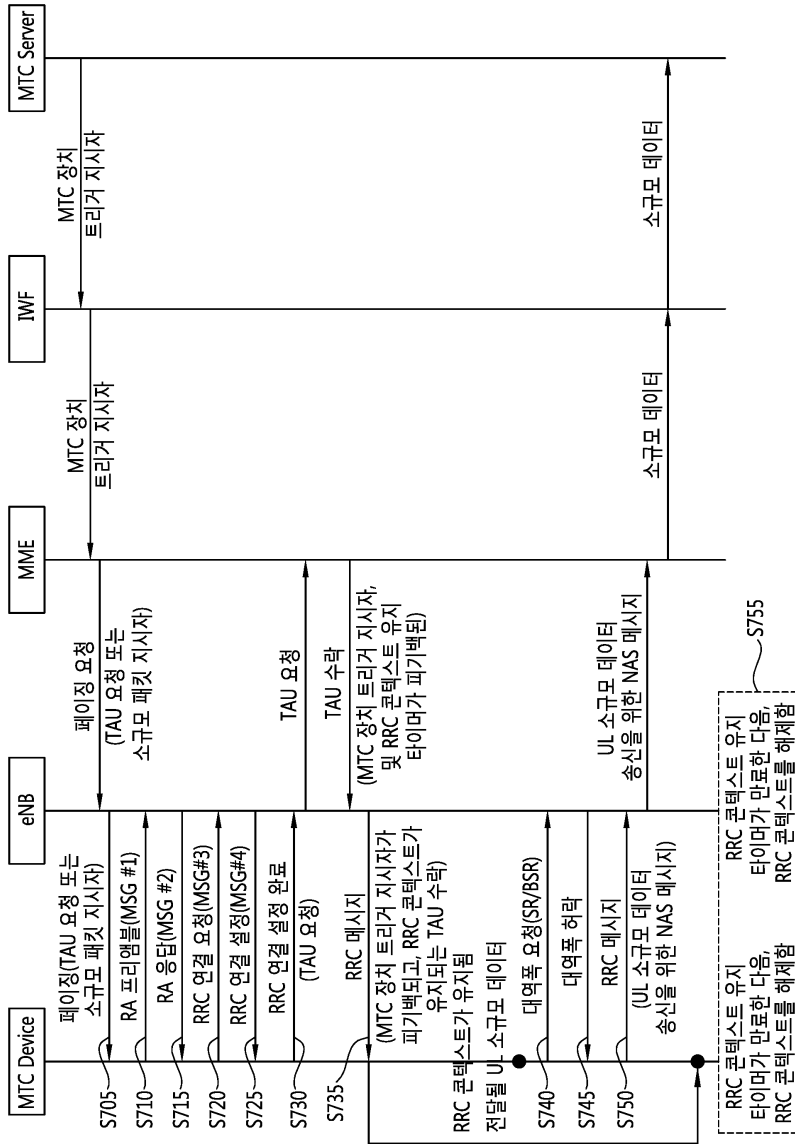 MTC Device
eNB
MME
IWF
MTC Server
MTC 장치
트리거 지시자
MTC 장치
트리거 지시자
페이징 요청
(TAU 요청 또는
소규모 패킷 지시자)
페이징(TAU 요청 또는
소규모 패킷 지시자)
S705
RA 프리앰블(MSG #1)
S710
RA 응답(MSG #2)
S715
RRC 연결 요청(MSG#3)
S720
RRC 연결 설정(MSG#4)
S725
RRC 연결 설정 완료
(TAU 요청)
S730
TAU 요청
TAU 수락
(MTC 장치 트리거 지시자,
및 RRC 콘텍스트 유지
타이머가 피기백된)
RRC 메시지
S735
(MTC 장치 트리거 지시자가
피기백되고, RRC 콘텍스트가
유지되는 TAU 수락)
RRC 콘텍스트가 유지됨
전달될 UL 소규모 데이터
대역폭 요청(SR/BSR)
S740
대역폭 허락
S745
RRC 메시지
S750
(UL 소규모 데이터
송신을 위한 NAS 메시지)
UL 소규모 데이터
송신을 위한 NAS 메시지
소규모 데이터
소규모 데이터
RRC 콘텍스트 유지
타이머가 만료한 다음,
RRC 콘텍스트를 해제함
RRC 콘텍스트 유지
타이머가 만료한 다음,
RRC 콘텍스트를 해제함
S755